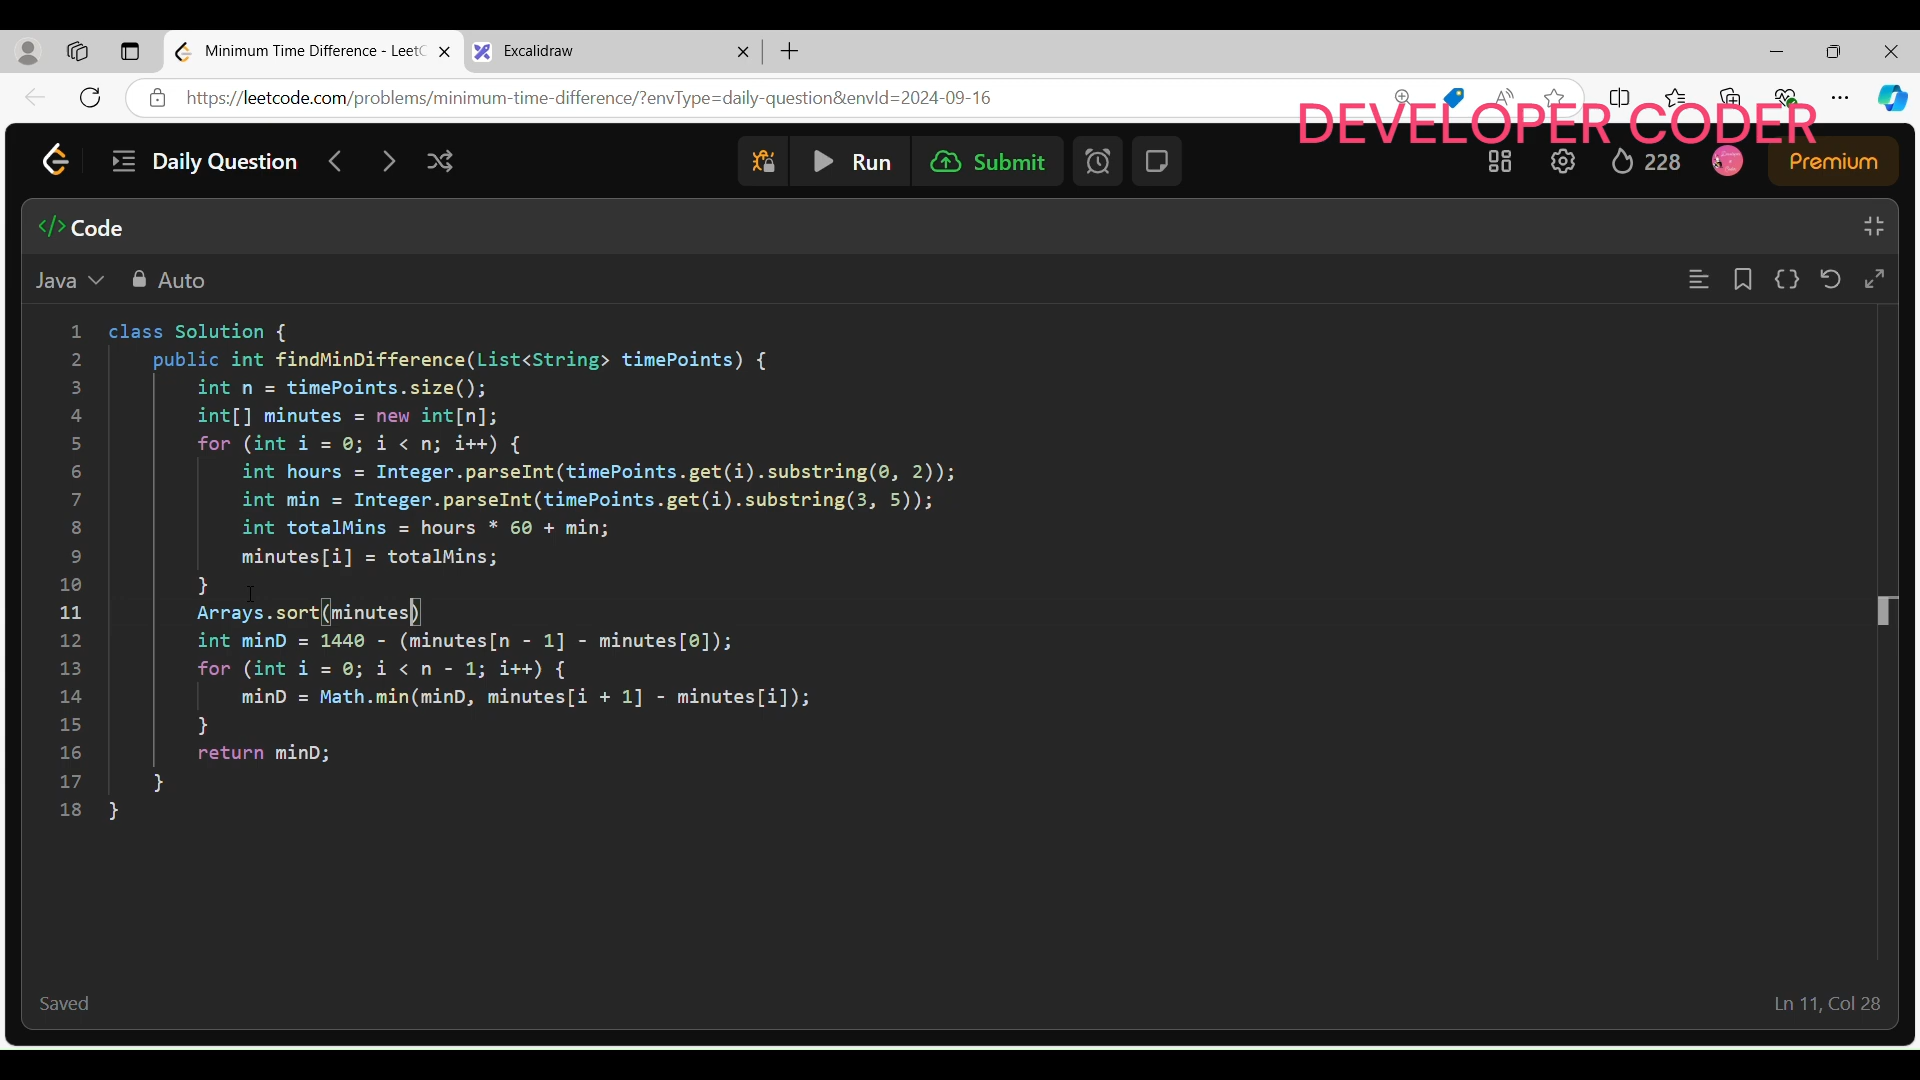 Minimum Time Difference - LeetC
Excalidraw
https://leetcode.com/problems/minimum-time-difference/?envType=daily-question&envId=2024-09-16
DEVELOPER CODER
Daily Question
Run
Submit
228
Premium
</> Code
Java
Auto
1 class Solution {
2 public int findMinDifference(List<String> timePoints) {
3 int n = timePoints.size();
4 int[] minutes = new int[n];
5 for (int i = 0; i < n; i++) {
6 int hours = Integer.parseInt(timePoints.get(i).substring(0, 2));
7 int min = Integer.parseInt(timePoints.get(i).substring(3, 5));
8 int totalMins = hours * 60 + min;
9 minutes[i] = totalMins;
10 }
11 Arrays.sort(minutes)
12 int minD = 1440 - (minutes[n - 1] - minutes[0]);
13 for (int i = 0; i < n - 1; i++) {
14 minD = Math.min(minD, minutes[i + 1] - minutes[i]);
15 }
16 return minD;
17 }
18 }
Saved
Ln 11, Col 28